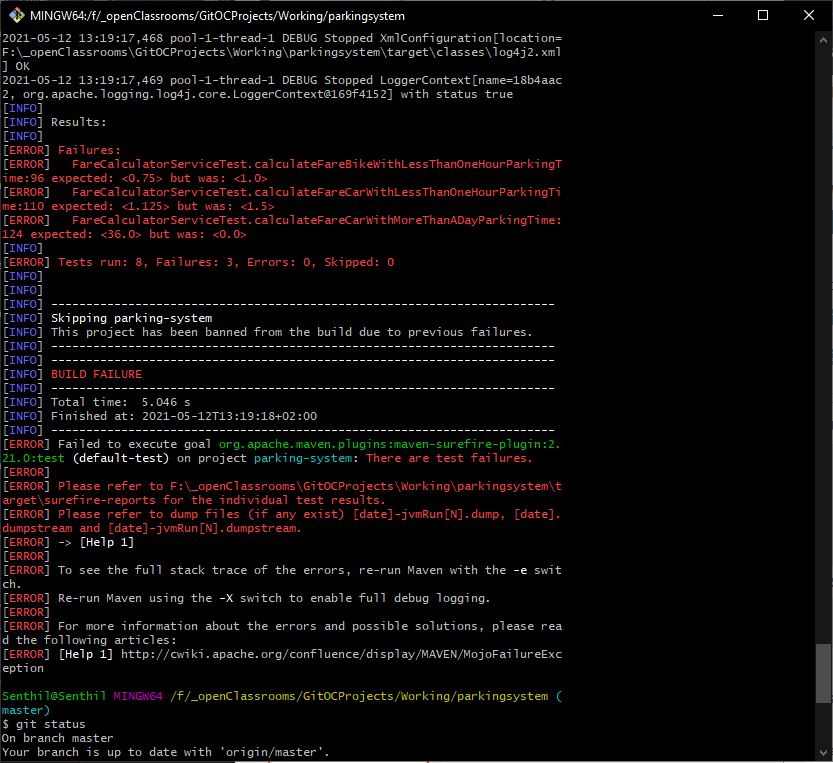 MINGW64:/f/_openClassrooms/GitOCProjects/Working/parkingsystem
2021-05-12 13:19:17,468 pool-1-thread-1 DEBUG Stopped XmlConfiguration[location=
F:\_openClassrooms\GitOCProjects\Working\parkingsystem\target\classes\log4j2.xml
] OK
2021-05-12 13:19:17,469 pool-1-thread-1 DEBUG Stopped LoggerContext[name=18b4aac
2, org.apache.logging.log4j.core.LoggerContext@169f4152] with status true
[INFO]
[INFO] Results:
[INFO]
[ERROR] Failures:
[ERROR]   FareCalculatorServiceTest.calculateFareBikeWithLessThanOneHourParkingT
ime:96 expected: <0.75> but was: <1.0>
[ERROR]   FareCalculatorServiceTest.calculateFareCarWithLessThanOneHourParkingTi
me:110 expected: <1.125> but was: <1.5>
[ERROR]   FareCalculatorServiceTest.calculateFareCarWithMoreThanADayParkingTime:
124 expected: <36.0> but was: <0.0>
[INFO]
[ERROR] Tests run: 8, Failures: 3, Errors: 0, Skipped: 0
[INFO]
[INFO]
[INFO] ------------------------------------------------------------------------
[INFO] Skipping parking-system
[INFO] This project has been banned from the build due to previous failures.
[INFO] ------------------------------------------------------------------------
[INFO] ------------------------------------------------------------------------
[INFO] BUILD FAILURE
[INFO] ------------------------------------------------------------------------
[INFO] Total time:  5.046 s
[INFO] Finished at: 2021-05-12T13:19:18+02:00
[INFO] ------------------------------------------------------------------------
[ERROR] Failed to execute goal org.apache.maven.plugins:maven-surefire-plugin:2.
21.0:test (default-test) on project parking-system: There are test failures.
[ERROR]
[ERROR] Please refer to F:\_openClassrooms\GitOCProjects\Working\parkingsystem\t
arget\surefire-reports for the individual test results.
[ERROR] Please refer to dump files (if any exist) [date]-jvmRun[N].dump, [date].
dumpstream and [date]-jvmRun[N].dumpstream.
[ERROR] -> [Help 1]
[ERROR]
[ERROR] To see the full stack trace of the errors, re-run Maven with the -e swit
ch.
[ERROR] Re-run Maven using the -X switch to enable full debug logging.
[ERROR]
[ERROR] For more information about the errors and possible solutions, please rea
d the following articles:
[ERROR] [Help 1] http://cwiki.apache.org/confluence/display/MAVEN/MojoFailureExc
eption
Senthil@Senthil MINGW64 /f/_openClassrooms/GitOCProjects/Working/parkingsystem (
master)
$ git status
On branch master
Your branch is up to date with 'origin/master'.